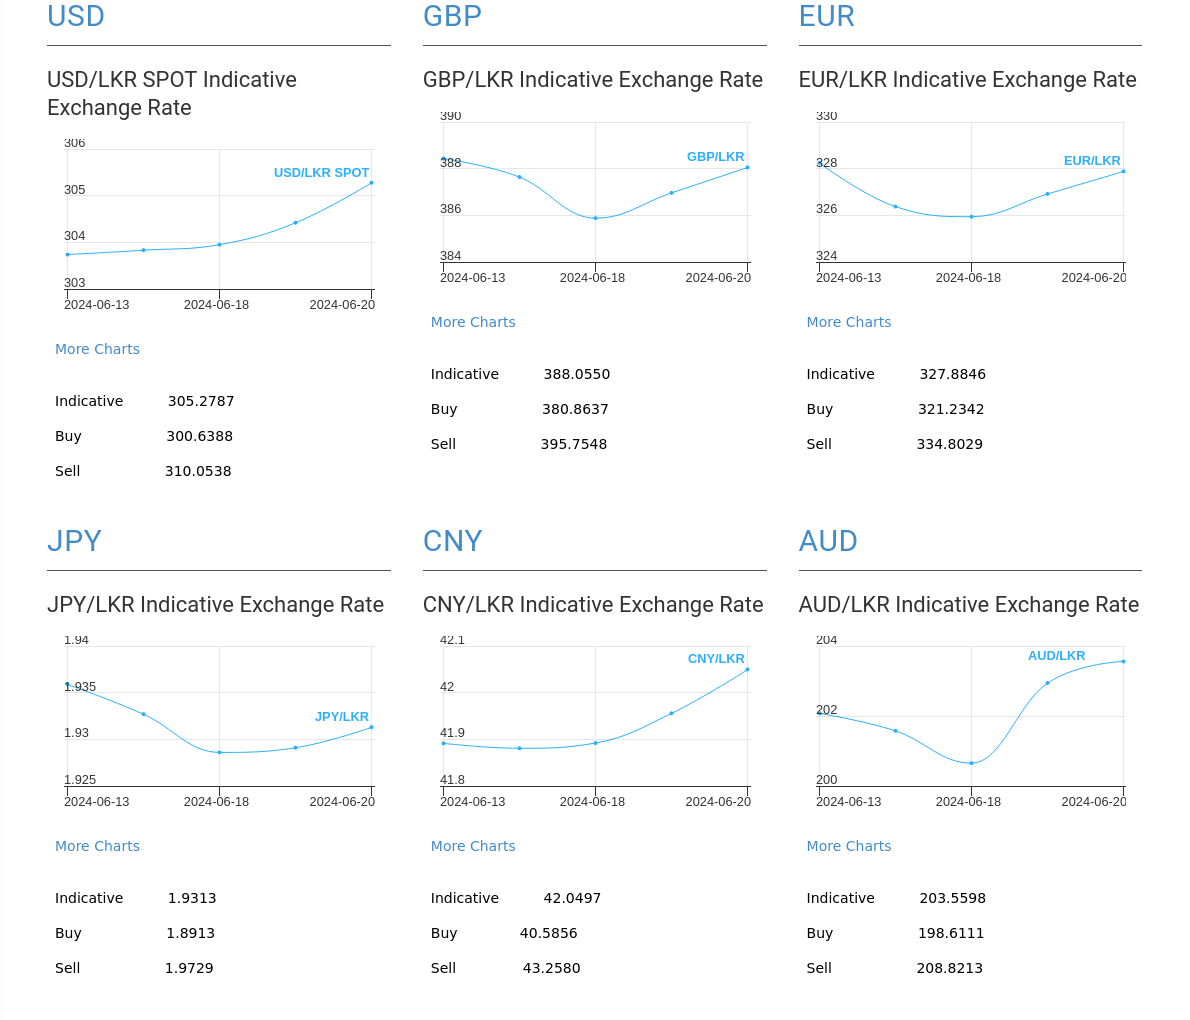 USD
USD/LKR SPOT Indicative
Exchange Rate
306
305
304
303
USD/LKR SPOT
2024-06-13 2024-06-18 2024-06-20
More Charts
Indicative 305.2787
Buy 300.6388
Sell 310.0538
GBP
GBP/LKR Indicative Exchange Rate
390
388
386
384
GBP/LKR
2024-06-13 2024-06-18 2024-06-20
More Charts
Indicative 388.0550
Buy 380.8637
Sell 395.7548
EUR
EUR/LKR Indicative Exchange Rate
330
328
326
324
EUR/LKR
2024-06-13 2024-06-18 2024-06-20
More Charts
Indicative 327.8846
Buy 321.2342
Sell 334.8029
JPY
JPY/LKR Indicative Exchange Rate
1.94
1.935
1.93
1.925
JPY/LKR
2024-06-13 2024-06-18 2024-06-20
More Charts
Indicative 1.9313
Buy 1.8913
Sell 1.9729
CNY
CNY/LKR Indicative Exchange Rate
42.1
42
41.9
41.8
CNY/LKR
2024-06-13 2024-06-18 2024-06-20
More Charts
Indicative 42.0497
Buy 40.5856
Sell 43.2580
AUD
AUD/LKR Indicative Exchange Rate
204
202
200
AUD/LKR
2024-06-13 2024-06-18 2024-06-20
More Charts
Indicative 203.5598
Buy 198.6111
Sell 208.8213